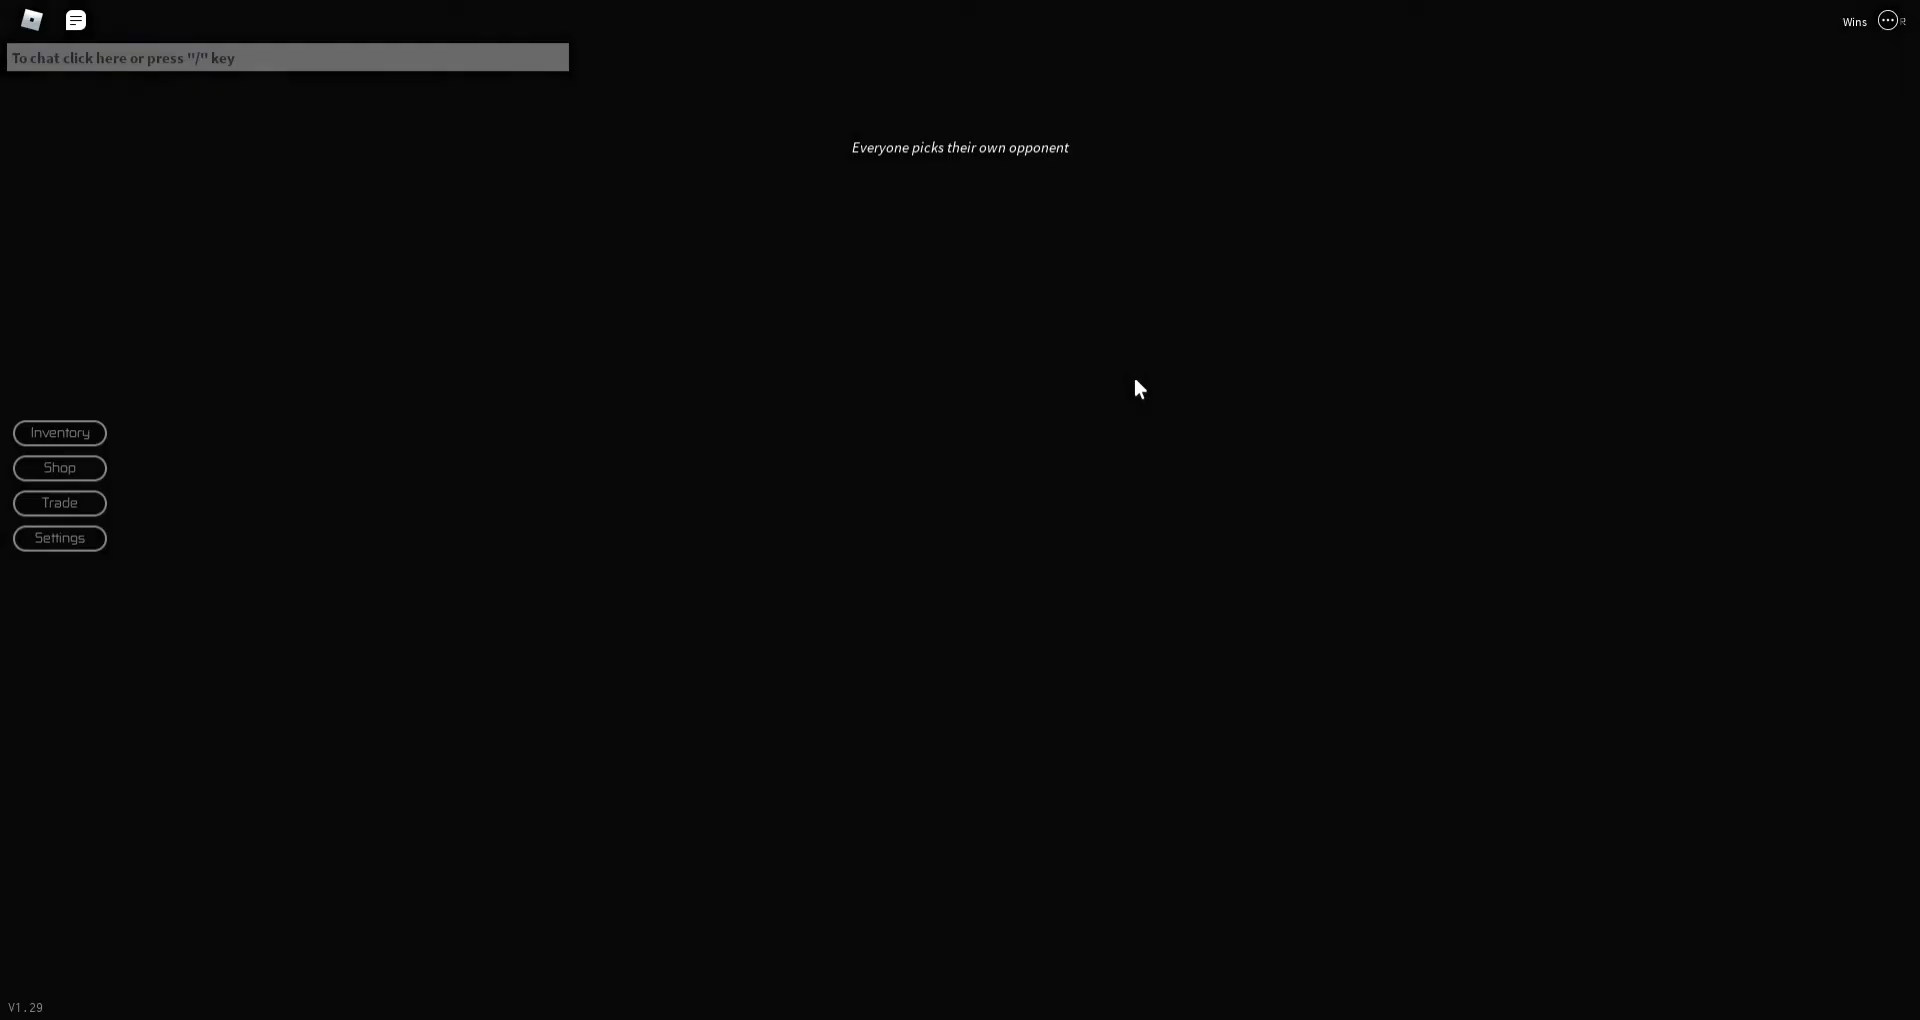 Wins
To chat click here or press "/" key
Everyone picks their own opponent
Inventory
Shop
Trade
Settings
V1.29